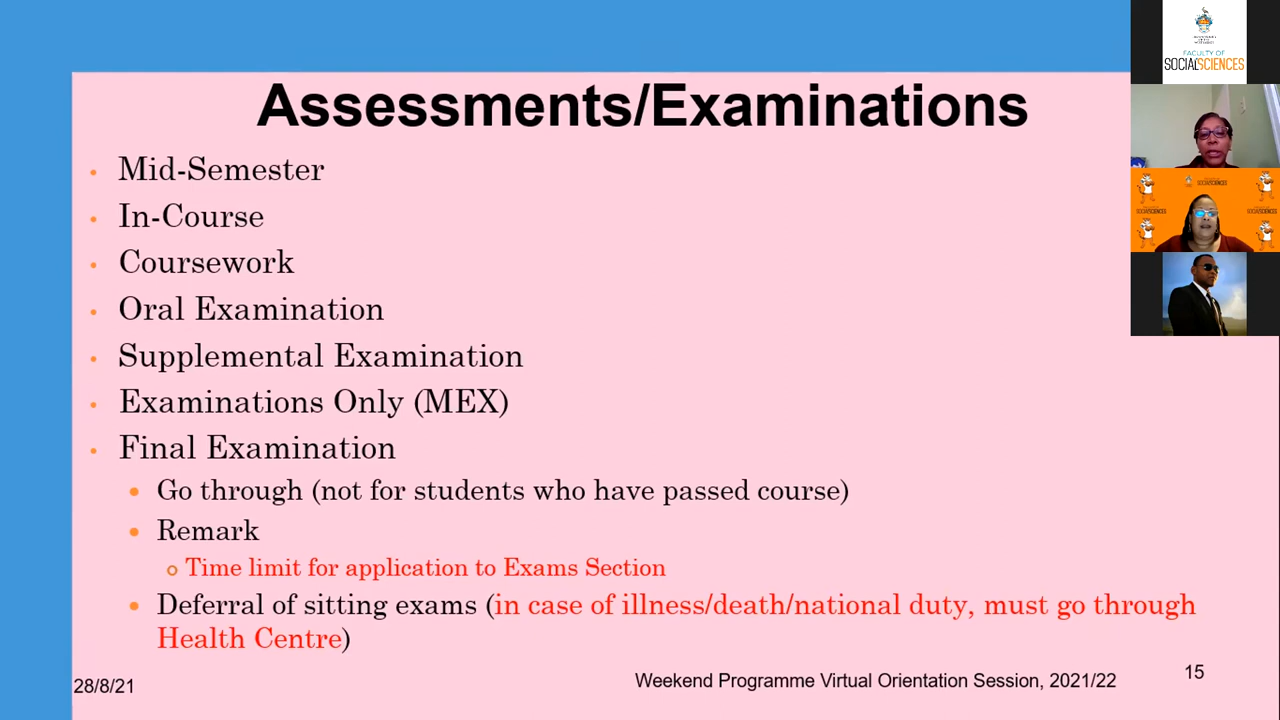 Assessments/Examinations
Mid-Semester
In-Course
Coursework
Oral Examination
Supplemental Examination
Examinations Only (MEX)
Final Examination
Go through (not for students who have passed course)
Remark
Time limit for application to Exams Section
Deferral of sitting exams (in case of illness/death/national duty, must go through
Health Centre)
28/8/21
Weekend Programme Virtual Orientation Session, 2021/22
15
FACULTY OF
SOCIALSCIENCES
SOCIALSCIENCES
SOCIALSCIENCES
SOCIALSCIENCES